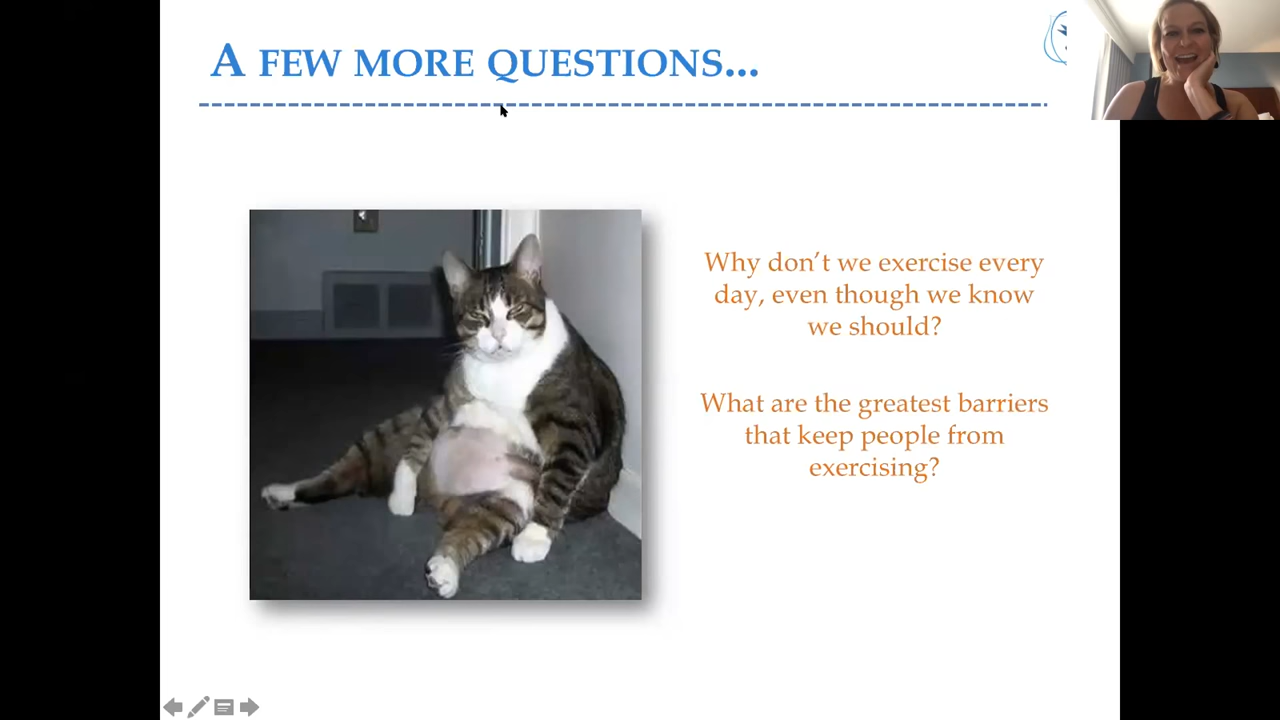 A FEW MORE QUESTIONS...
Why don't we exercise every
day, even though we know
we should?
What are the greatest barriers
that keep people from
exercising?